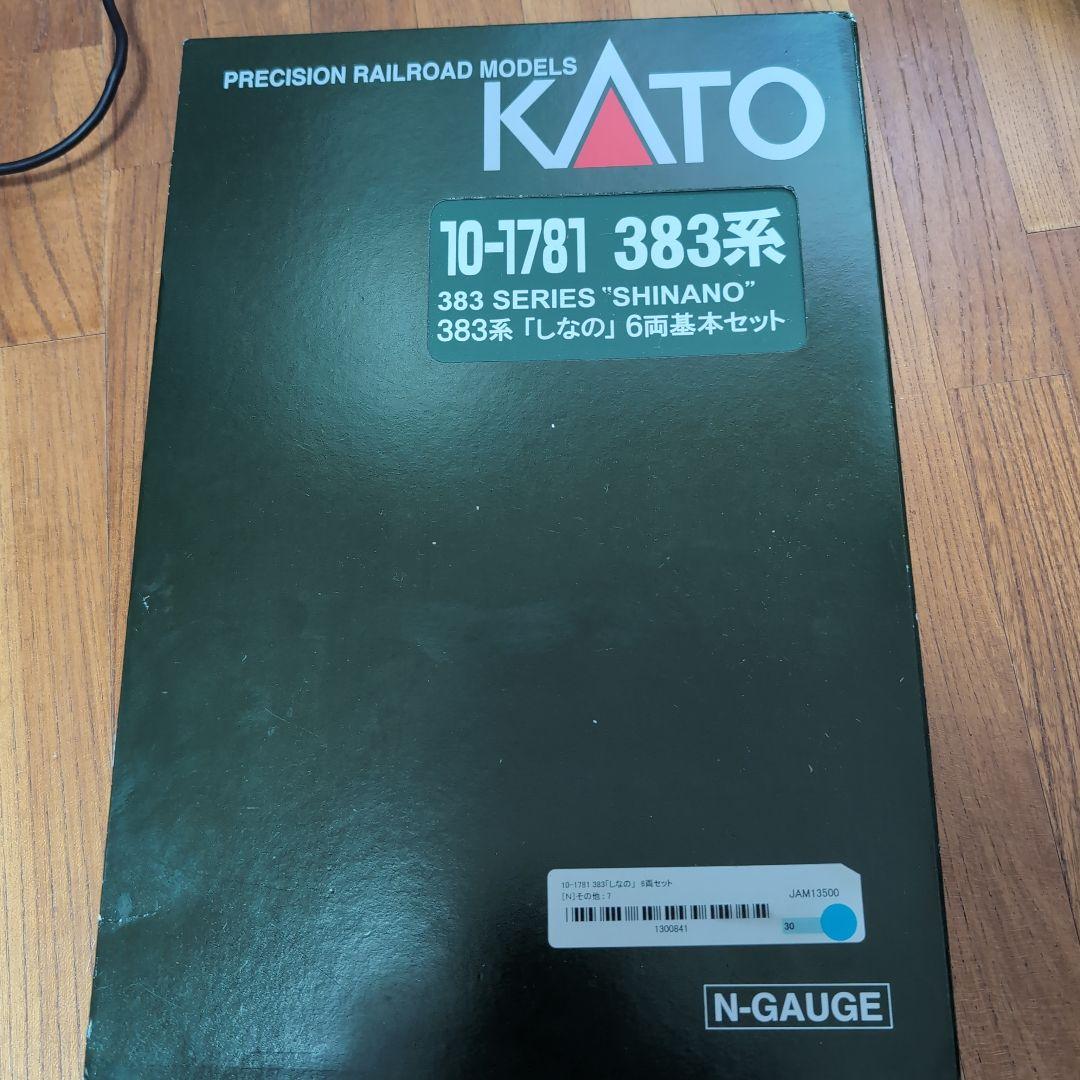 PRECISION RAILROAD MODELS
KATO
10-1781 383系
383 SERIES "SHINANO"
383系 「しなの」 6両基本セット
10-1781 383「しなの」 6両セット
[N]その他:7
JAM13500
1300841
30
N-GAUGE